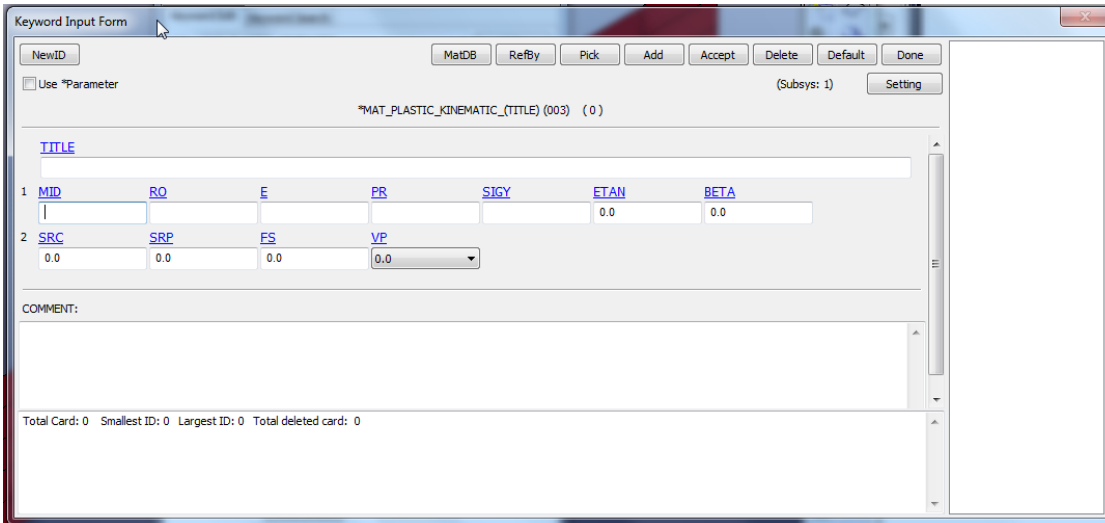 Keyword Input Form
NewID MatDB RefBy Pick Add Accept Delete Default Done
Use *Parameter (Subsys: 1) Setting
*MAT_PLASTIC_KINEMATIC_(TITLE) (003) (0)
TITLE
1 MID RO E PR SIGY ETAN BETA
0.0 0.0
2 SRC SRP FS VP
0.0 0.0 0.0 0.0
COMMENT:
Total Card: 0 Smallest ID: 0 Largest ID: 0 Total deleted card: 0